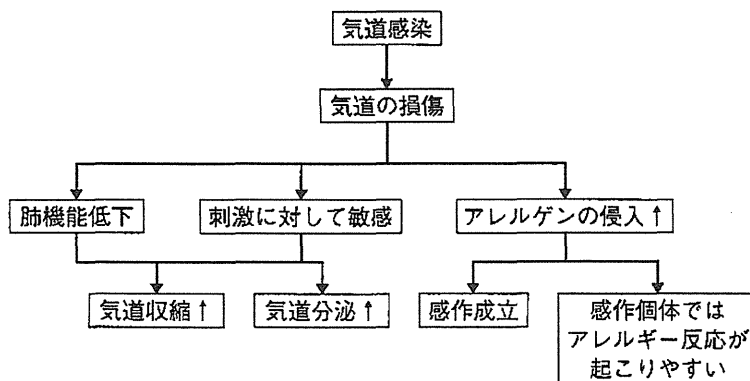 気道感染
気道の損傷
肺機能低下
刺激に対して敏感
アレルゲンの侵入↑
気道収縮↑
気道分泌↑
感作成立
感作個体では
アレルギー反応が
起こりやすい